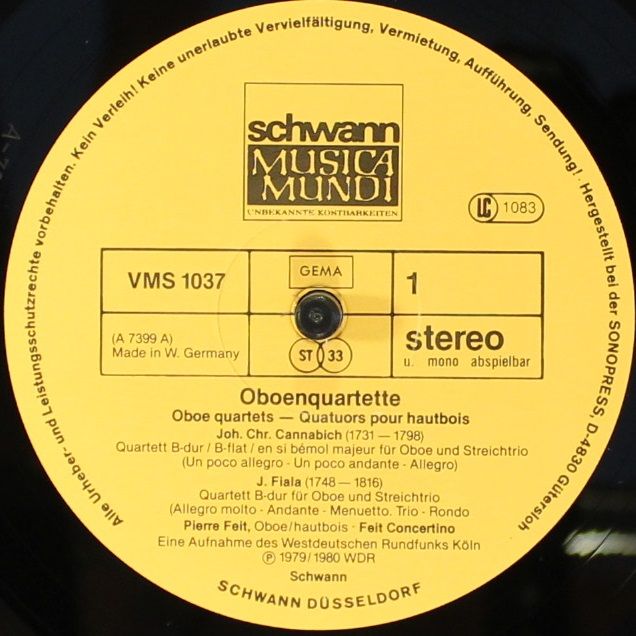 Alle Urheber- und Leistungsschutzrechte vorbehalten. Kein Verleih! Keine unerlaubte Vervielfältigung, Vermietung, Aufführung, Sendung! · Hergestellt bei der SONOPRESS, D-4830 Gütersloh
schwann
MUSICA
MUNDI
UNBEKANNTE KOSTBARKEITEN
LC 1083
VMS 1037
GEMA
1
(A 7399 A)
Made in W. Germany
ST 33
stereo
u. mono abspielbar
Oboenquartette
Oboe quartets — Quatuors pour hautbois
Joh. Chr. Cannabich (1731 — 1798)
Quartett B-dur / B-flat / en si bémol majeur für Oboe und Streichtrio
(Un poco allegro - Un poco andante - Allegro)
J. Fiala (1748 — 1816)
Quartett B-dur für Oboe und Streichtrio
(Allegro molto - Andante - Menuetto. Trio - Rondo
Pierre Feit, Oboe/hautbois · Feit Concertino
Eine Aufnahme des Westdeutschen Rundfunks Köln
℗ 1979/1980 WDR
Schwann
SCHWANN DÜSSELDORF